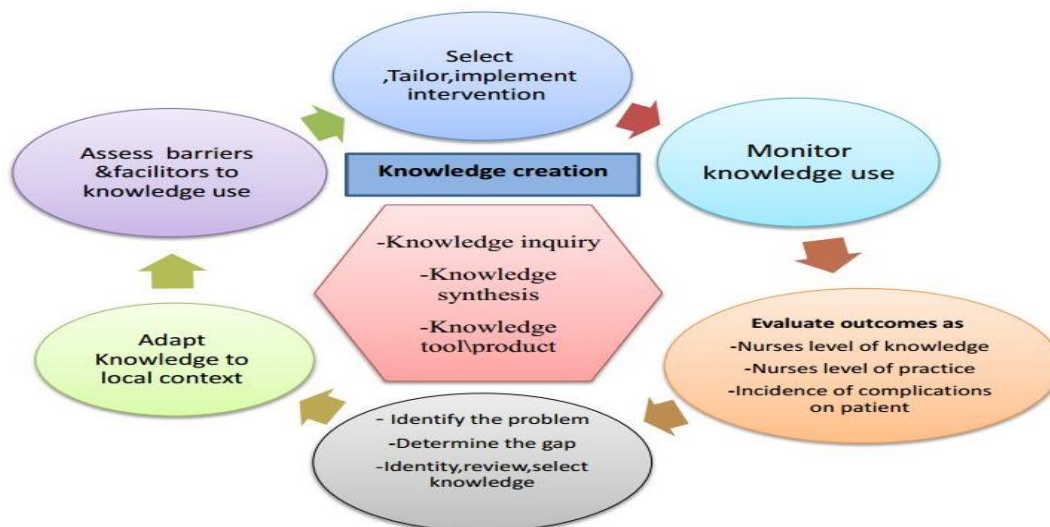 Select
,Tailor,implement
intervention
Assess  barriers
&facilitors to
knowledge use
Knowledge creation
Monitor
knowledge use
-Knowledge inquiry
-Knowledge
synthesis
-Knowledge
tool\product
Adapt
Knowledge to
local context
Evaluate outcomes as
-Nurses level of knowledge
-Nurses level of practice
-Incidence of complications
on patient
- Identify the problem
-Determine the gap
-Identity,review,select
knowledge